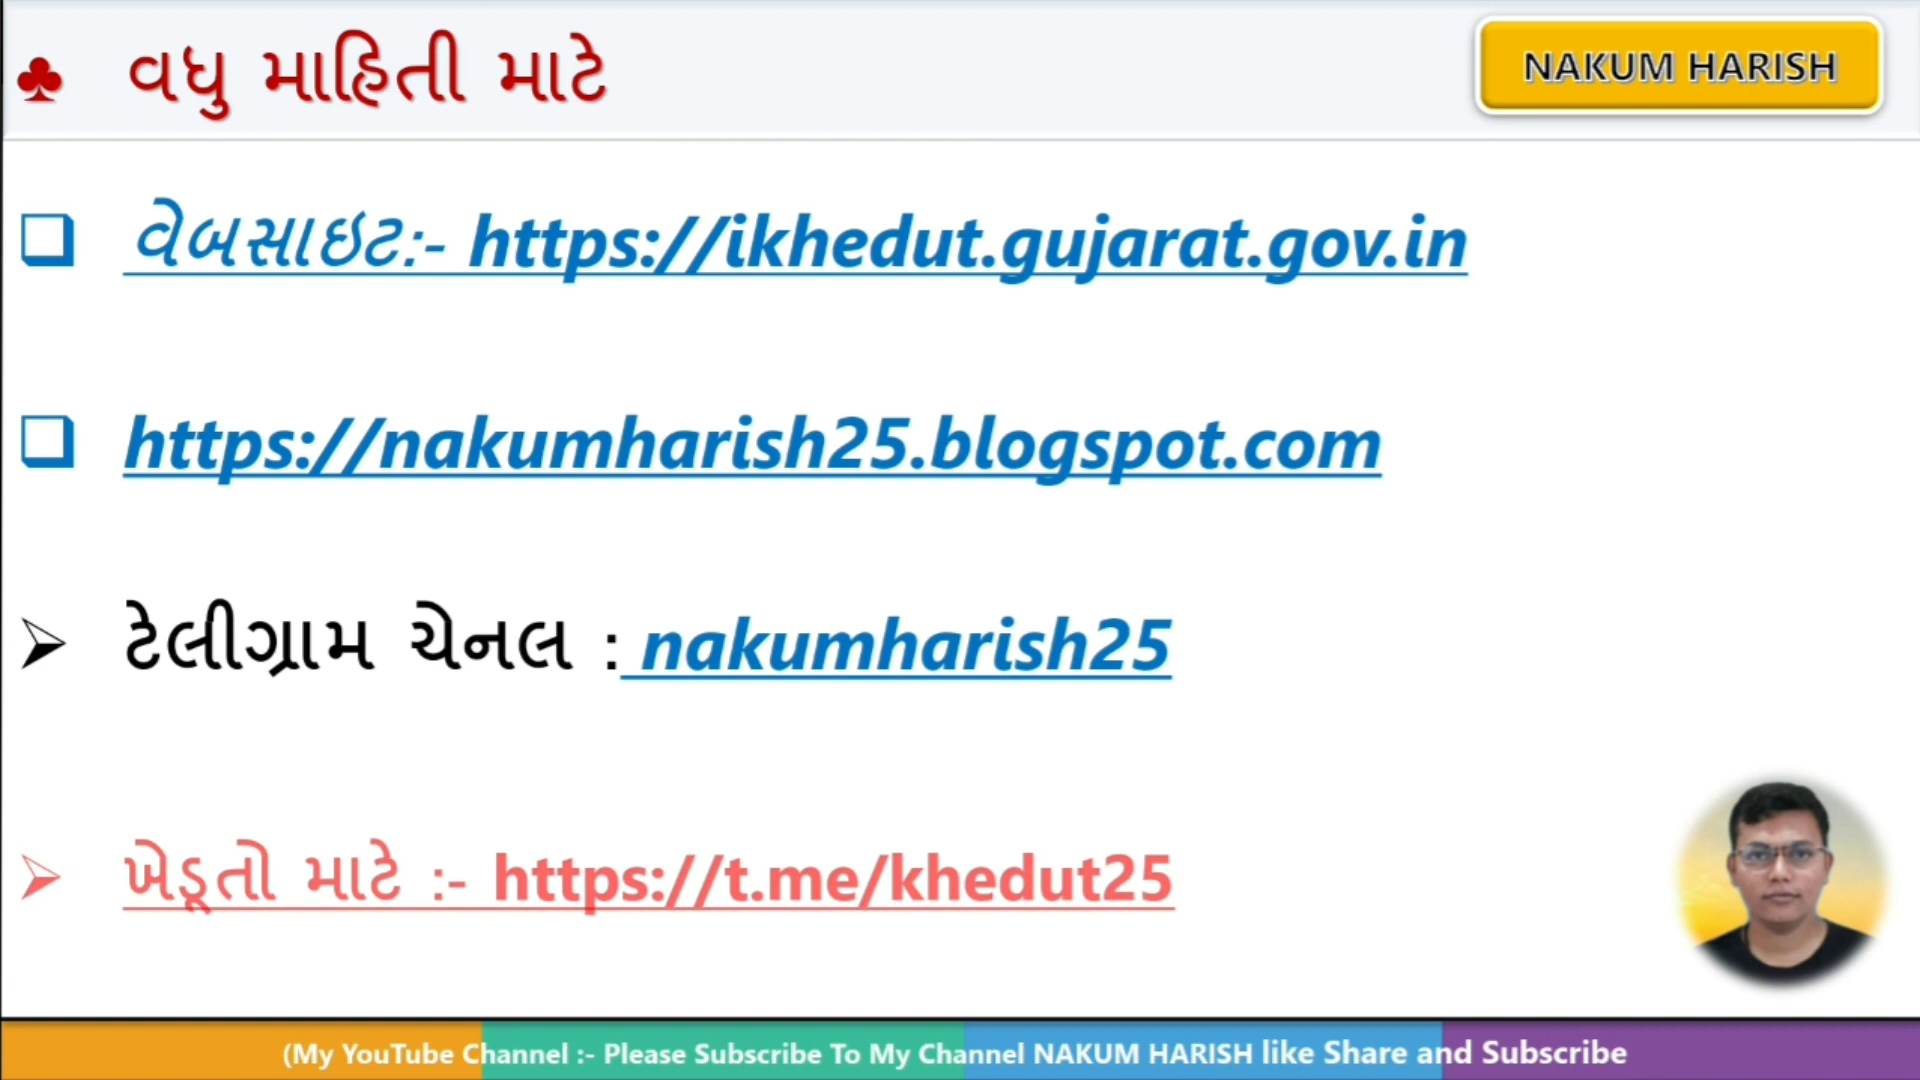 ♣ વધુ માહિતી માટે
NAKUM HARISH
❑ વેબસાઇટ:- https://ikhedut.gujarat.gov.in
❑ https://nakumharish25.blogspot.com
➢ ટેલીગ્રામ ચેનલ : nakumharish25
➢ ખેડૂતો માટે :- https://t.me/khedut25
(My YouTube Channel :- Please Subscribe To My Channel NAKUM HARISH like Share and Subscribe